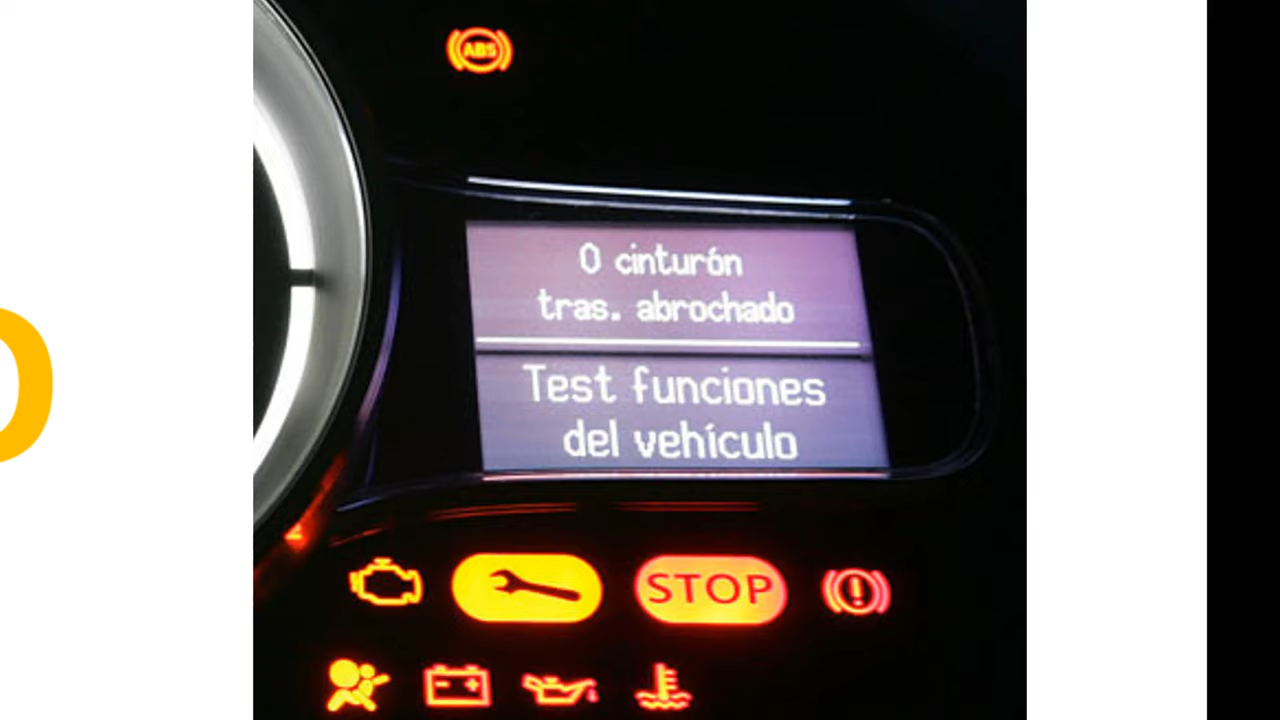 ABS
0 cinturón
tras. abrochado
Test funciones
del vehículo
STOP